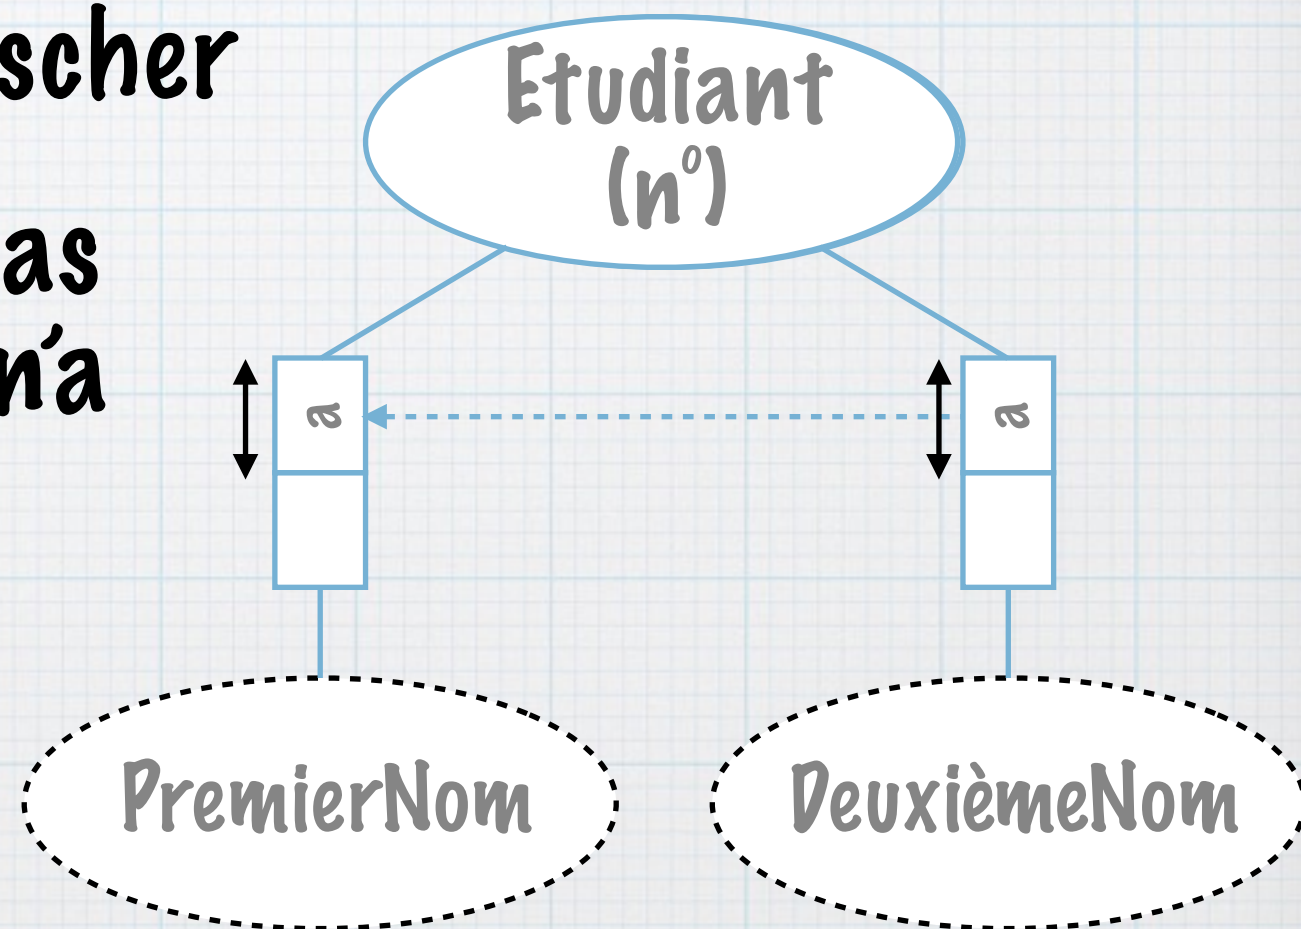 scher
as
n'a
Etudiant
(n°)
a
a
PremierNom
DeuxièmeNom